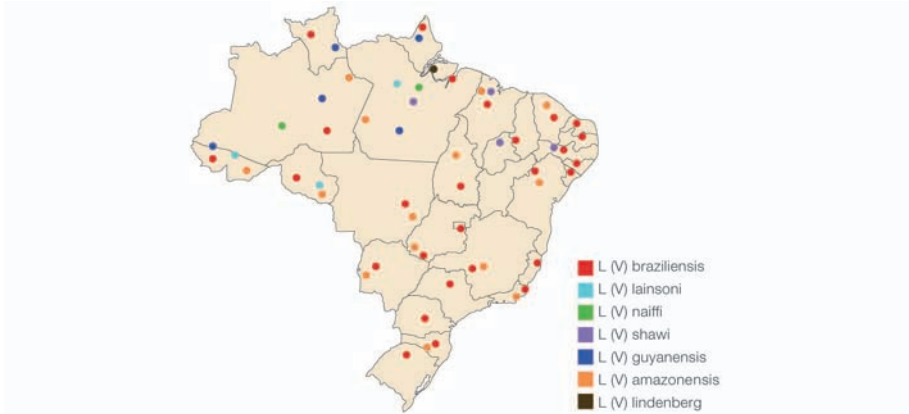 L (V) braziliensis
L (V) lainsoni
L (V) naiffi
L (V) shawi
L (V) guyanensis
L (V) amazonensis
L (V) lindenberg